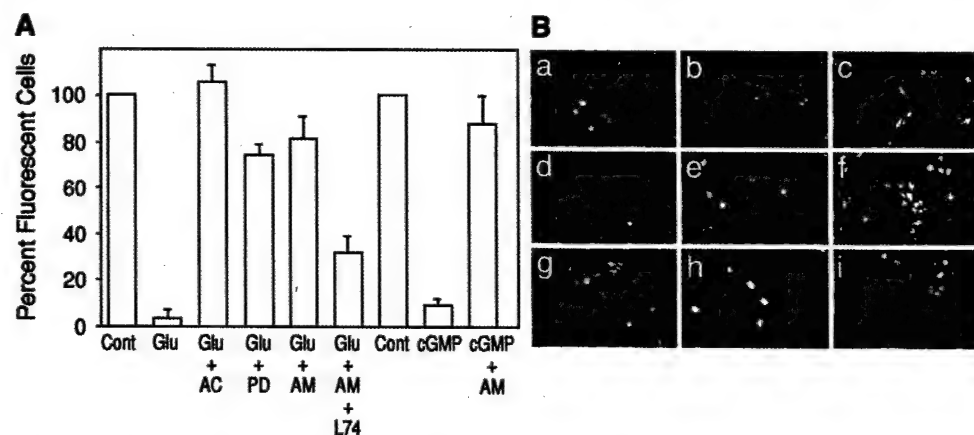 A
Percent Fluorescent Cells
100
80
60
40
20
0
Cont
Glu
Glu + AC
Glu + PD
Glu + AM
Glu + AM + L74
Cont
cGMP
cGMP + AM
B
a
b
c
d
e
f
g
h
i